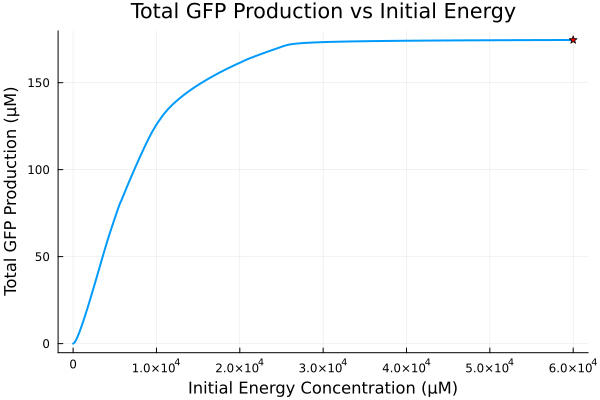 Total GFP Production vs Initial Energy
Total GFP Production (μM)
150
100
50
0
0 1.0×10⁴ 2.0×10⁴ 3.0×10⁴ 4.0×10⁴ 5.0×10⁴ 6.0×10⁴
Initial Energy Concentration (μM)